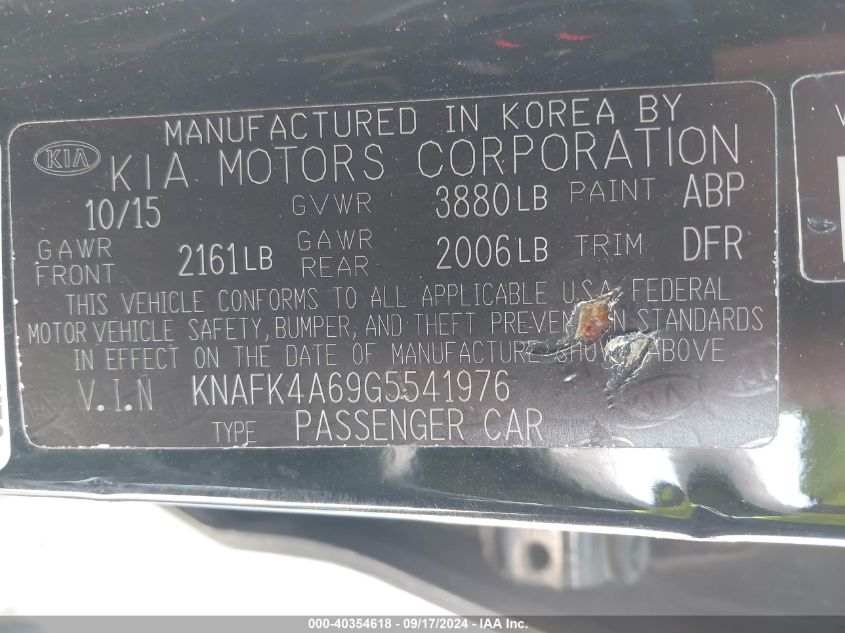 MANUFACTURED IN KOREA BY
KIA KIA MOTORS CORPORATION
10/15 GVWR 3880LB PAINT ABP
GAWR FRONT 2161LB GAWR REAR 2006LB TRIM DFR
THIS VEHICLE CONFORMS TO ALL APPLICABLE U.S.A. FEDERAL
MOTOR VEHICLE SAFETY, BUMPER, AND THEFT PREVENTION STANDARDS
IN EFFECT ON THE DATE OF MANUFACTURE SHOWN ABOVE
V.I.N KNAFK4A69G5541976
TYPE PASSENGER CAR
000-40354618 - 09/17/2024 - IAA Inc.